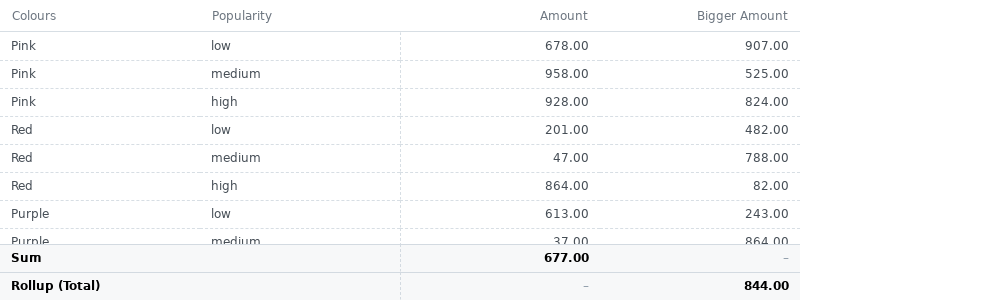 Colours Popularity Amount Bigger Amount
Pink low 678.00 907.00
Pink medium 958.00 525.00
Pink high 928.00 824.00
Red low 201.00 482.00
Red medium 47.00 788.00
Red high 864.00 82.00
Purple low 613.00 243.00
Purple medium 37.00 864.00
Sum 677.00 –
Rollup (Total) – 844.00